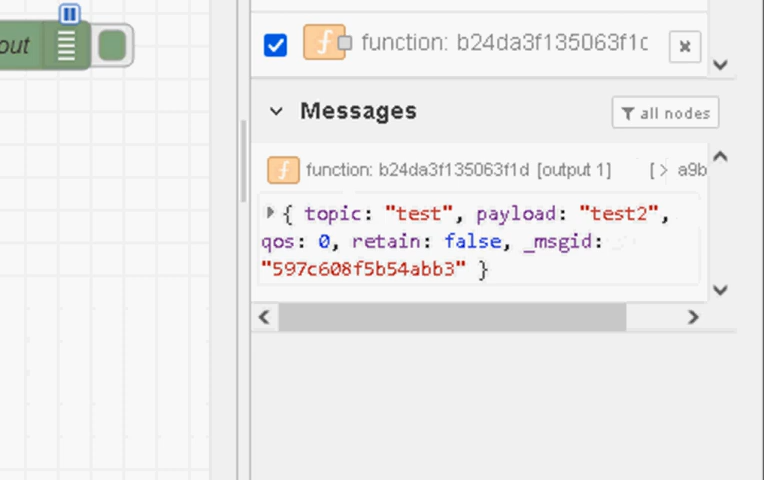 out
function: b24da3f135063f1c
Messages
all nodes
function: b24da3f135063f1d [output 1] [> a9b
{ topic: "test", payload: "test2",
qos: 0, retain: false, _msgid:
"597c608f5b54abb3" }